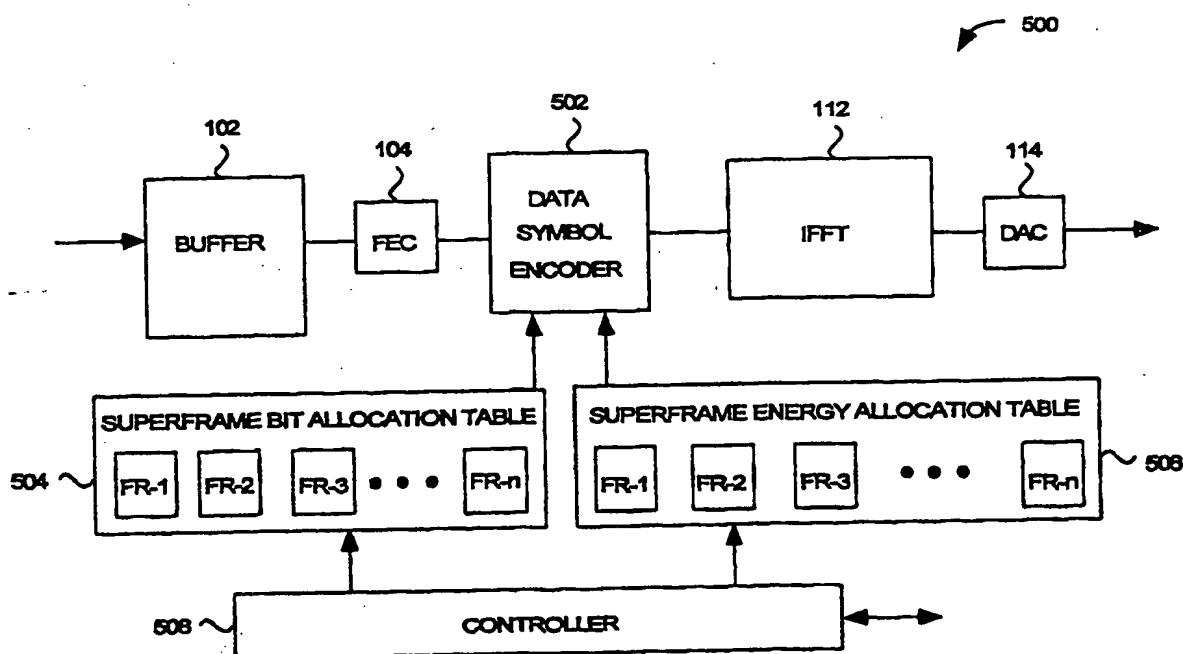 500
502
112
102
104
114
BUFFER
FEC
DATA
SYMBOL
ENCODER
IFFT
DAC
SUPERFRAME BIT ALLOCATION TABLE
SUPERFRAME ENERGY ALLOCATION TABLE
504
FR-1 FR-2 FR-3 • • • FR-n
FR-1 FR-2 FR-3 • • • FR-n
508
508
CONTROLLER